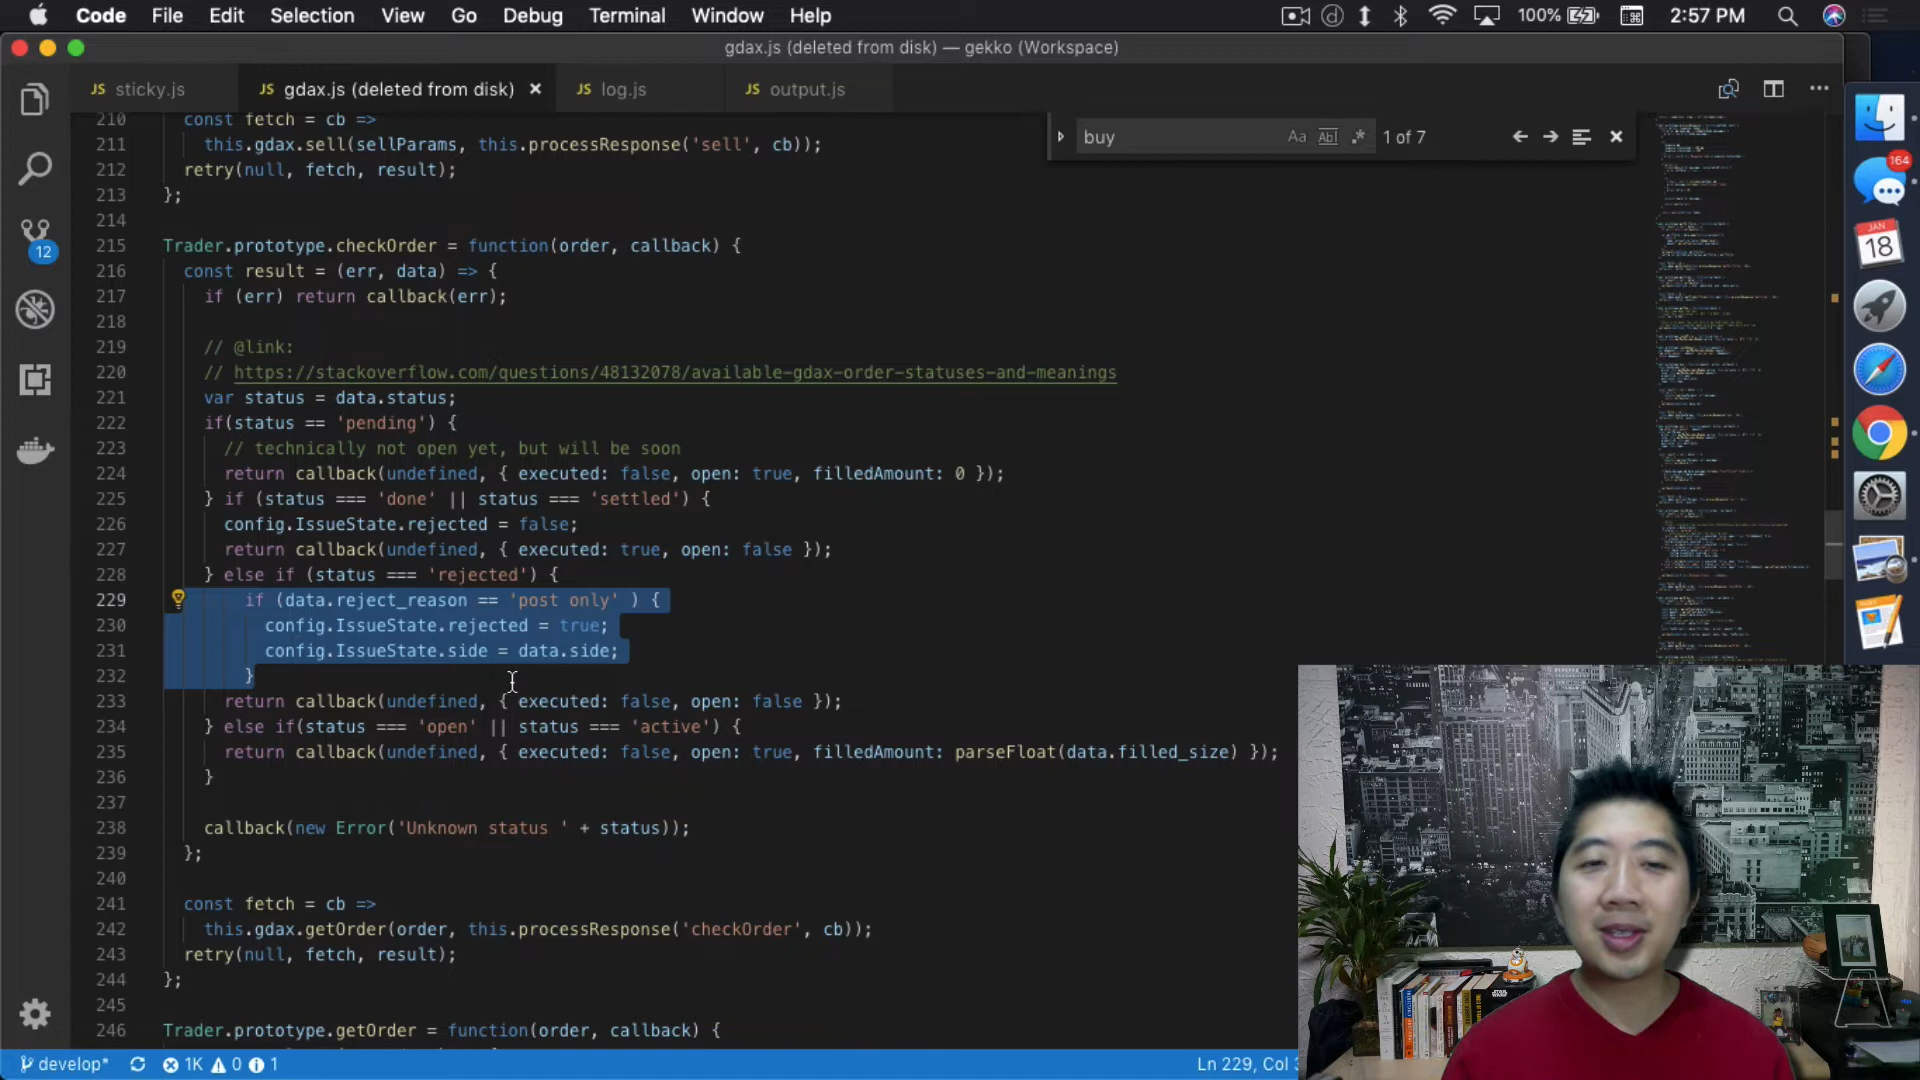 Code File Edit Selection View Go Debug Terminal Window Help 100% 2:57 PM
gdax.js (deleted from disk) — gekko (Workspace)
JS sticky.js JS gdax.js (deleted from disk) JS log.js JS output.js
buy Aa Abl .* 1 of 7
210 const fetch = cb =>
211 this.gdax.sell(sellParams, this.processResponse('sell', cb));
212 retry(null, fetch, result);
213 };
214
215 Trader.prototype.checkOrder = function(order, callback) {
216 const result = (err, data) => {
217 if (err) return callback(err);
218
219 // @link:
220 // https://stackoverflow.com/questions/48132078/available-gdax-order-statuses-and-meanings
221 var status = data.status;
222 if(status == 'pending') {
223 // technically not open yet, but will be soon
224 return callback(undefined, { executed: false, open: true, filledAmount: 0 });
225 } if (status === 'done' || status === 'settled') {
226 config.IssueState.rejected = false;
227 return callback(undefined, { executed: true, open: false });
228 } else if (status === 'rejected') {
229 if (data.reject_reason == 'post only' ) {
230 config.IssueState.rejected = true;
231 config.IssueState.side = data.side;
232 }
233 return callback(undefined, { executed: false, open: false });
234 } else if(status === 'open' || status === 'active') {
235 return callback(undefined, { executed: false, open: true, filledAmount: parseFloat(data.filled_size) });
236 }
237
238 callback(new Error('Unknown status ' + status));
239 };
240
241 const fetch = cb =>
242 this.gdax.getOrder(order, this.processResponse('checkOrder', cb));
243 retry(null, fetch, result);
244 };
245
246 Trader.prototype.getOrder = function(order, callback) {
12
164
JAN
18
develop* 1K 0 1 Ln 229, Col